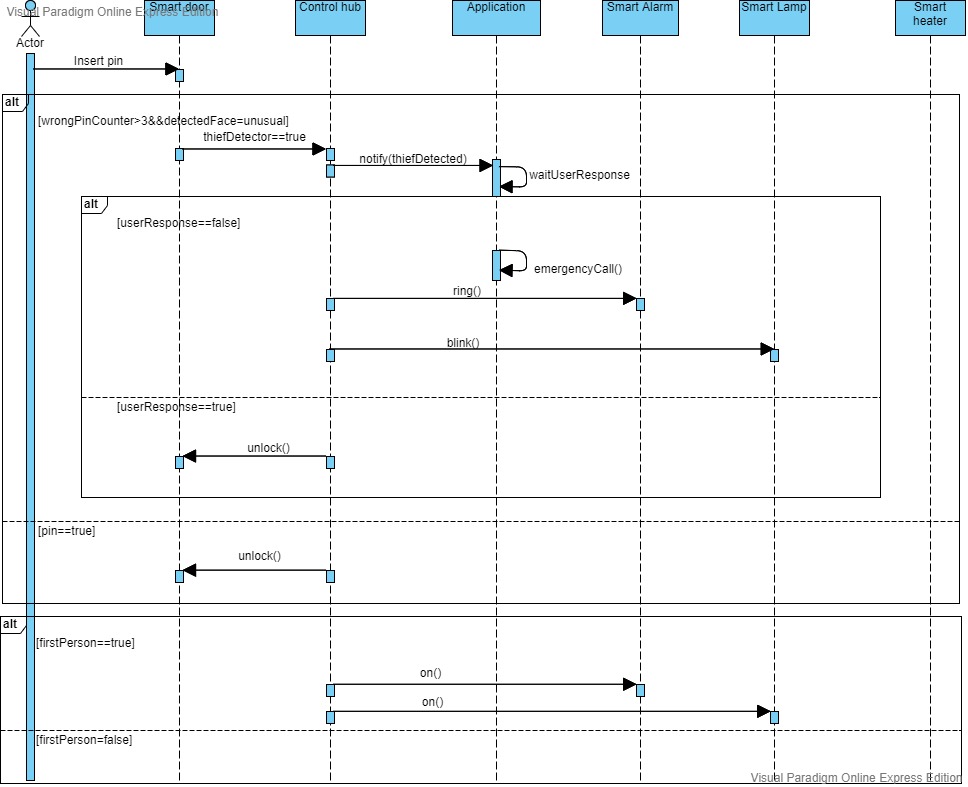 Visual Paradigm Online Express Edition
Smart door
Control hub
Application
Smart Alarm
Smart Lamp
Smart
heater
Actor
Insert pin
alt
[wrongPinCounter>3&&detectedFace=unusual]
thiefDetector==true
notify(thiefDetected)
waitUserResponse
alt
[userResponse==false]
emergencyCall()
ring()
blink()
[userResponse==true]
unlock()
[pin==true]
unlock()
alt
[firstPerson==true]
on()
on()
[firstPerson=false]
Visual Paradigm Online Express Edition